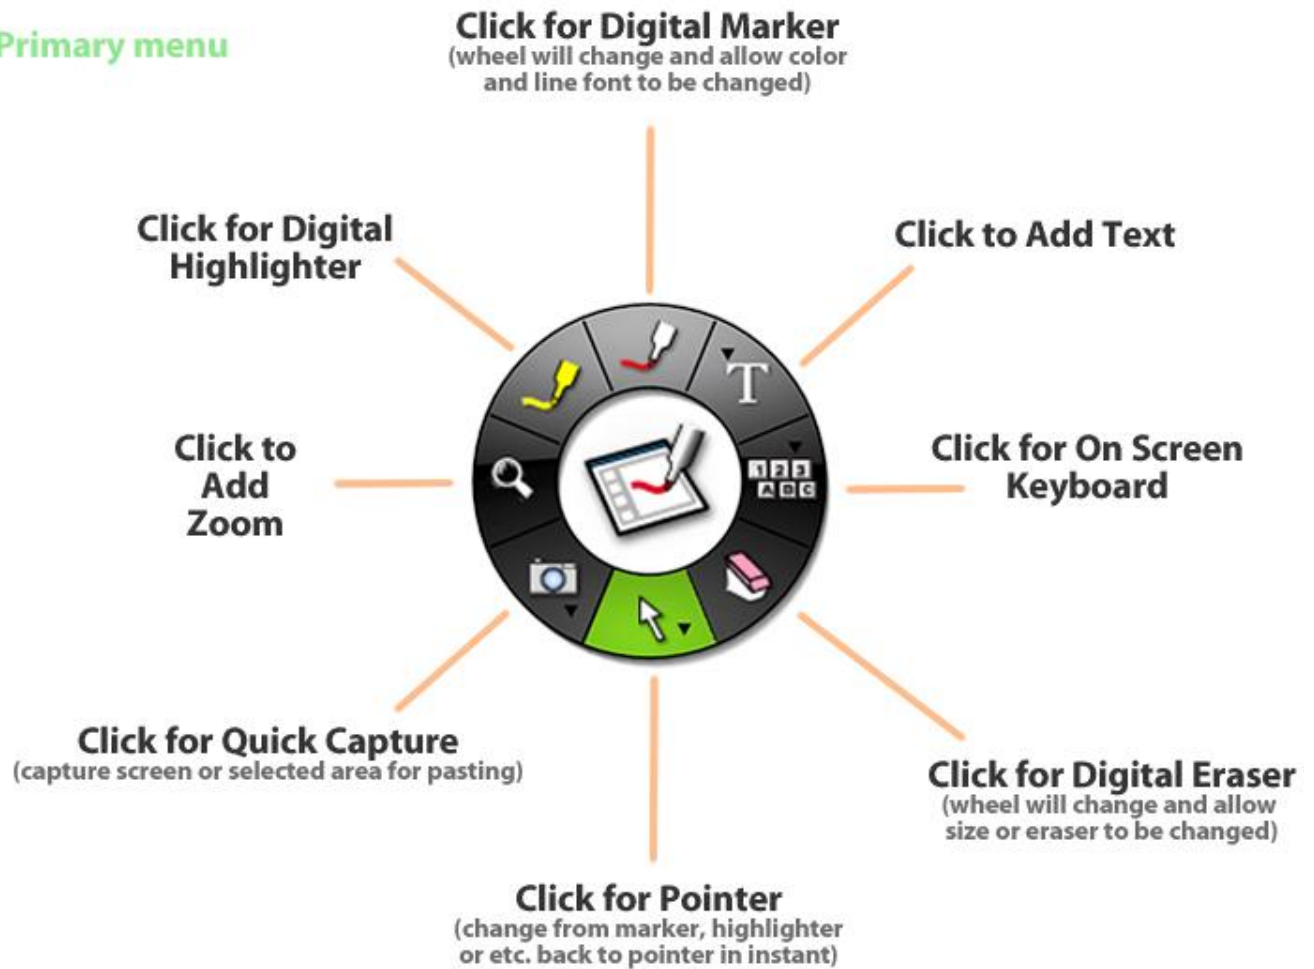 Primary menu
Click for Digital Marker
(wheel will change and allow color
and line font to be changed)
Click for Digital
Highlighter
Click to Add Text
T
Click to
Add
Zoom
1 2 3
A B C
Click for On Screen
Keyboard
Click for Quick Capture
(capture screen or selected area for pasting)
Click for Digital Eraser
(wheel will change and allow
size or eraser to be changed)
Click for Pointer
(change from marker, highlighter
or etc. back to pointer in instant)